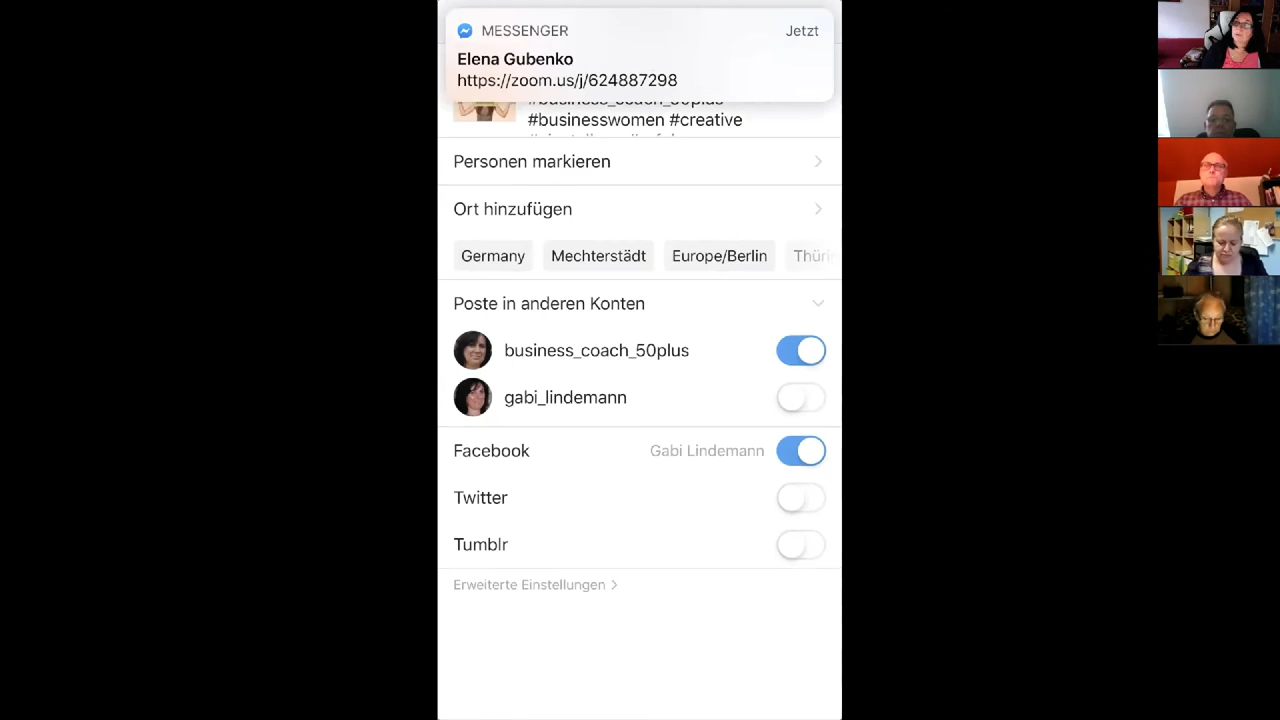 MESSENGER
Jetzt
Elena Gubenko
https://zoom.us/j/624887298
#business_coach_50plus
#businesswomen #creative
Personen markieren
Ort hinzufügen
Germany Mechterstädt Europe/Berlin
Poste in anderen Konten
business_coach_50plus
gabi_lindemann
Facebook Gabi Lindemann
Twitter
Tumblr
Erweiterte Einstellungen